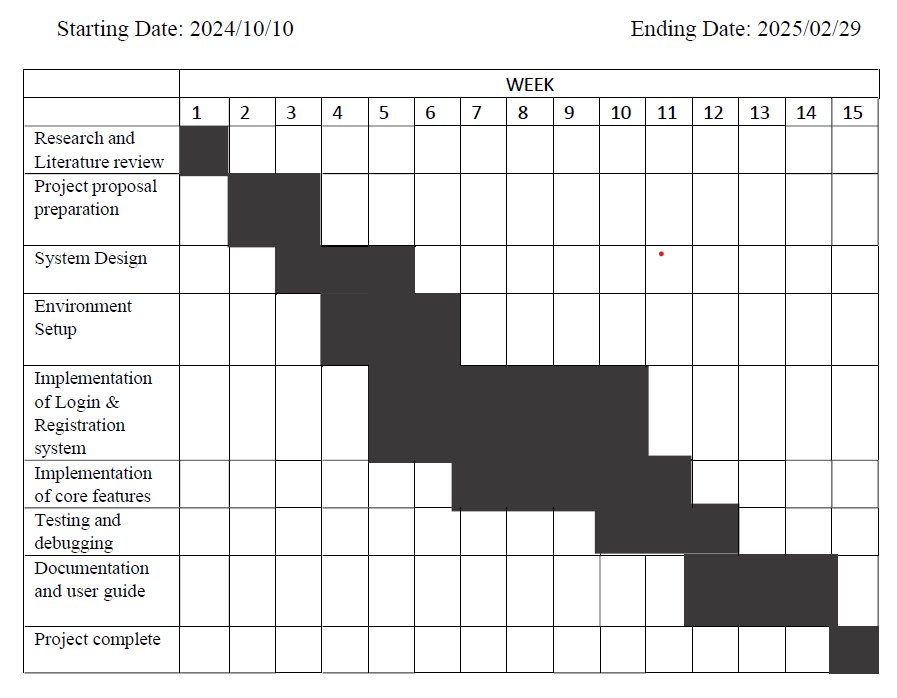 Starting Date: 2024/10/10 Ending Date: 2025/02/29
WEEK
1 2 3 4 5 6 7 8 9 10 11 12 13 14 15
Research and
Literature review
Project proposal
preparation
System Design
Environment
Setup
Implementation
of Login &
Registration
system
Implementation
of core features
Testing and
debugging
Documentation
and user guide
Project complete